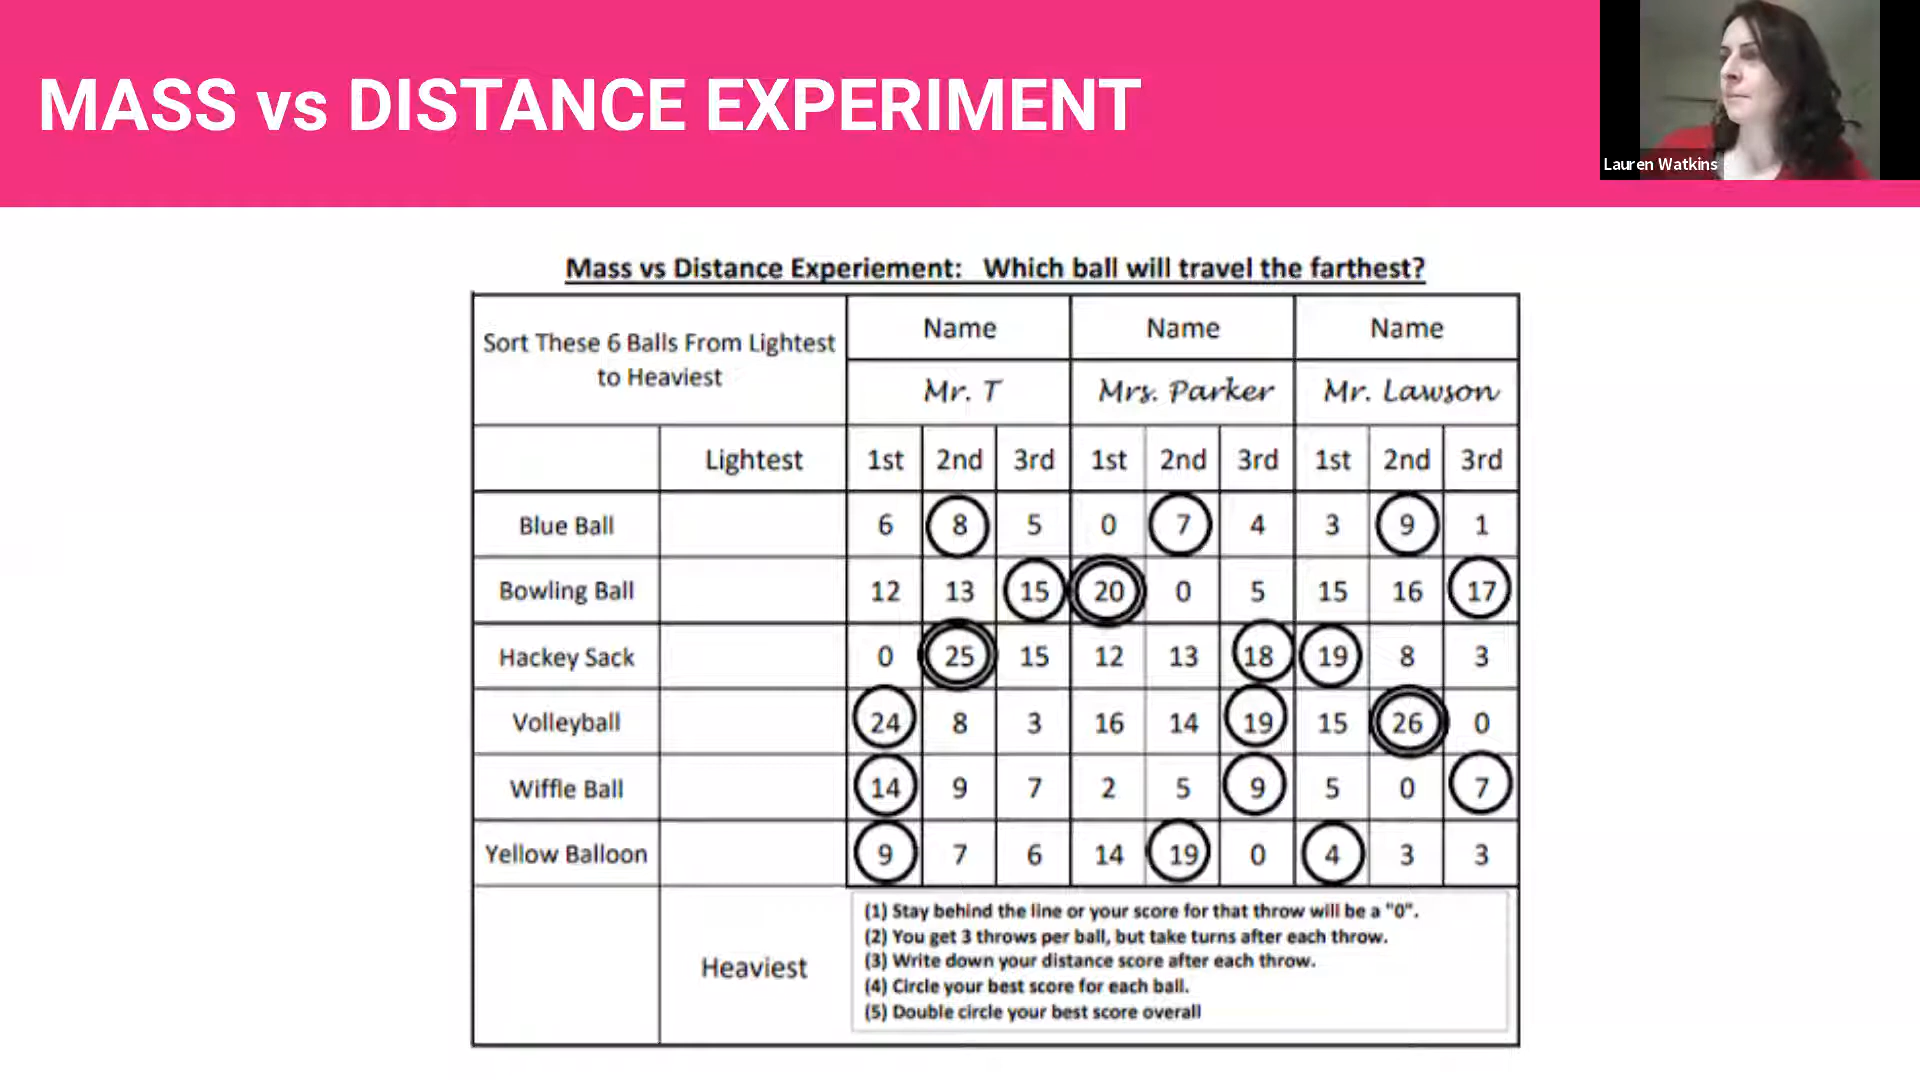 MASS vs DISTANCE EXPERIMENT
Lauren Watkins
Mass vs Distance Experiement: Which ball will travel the farthest?
Sort These 6 Balls From Lightest
to Heaviest
Name Name Name
Mr. T Mrs. Parker Mr. Lawson
Lightest 1st 2nd 3rd 1st 2nd 3rd 1st 2nd 3rd
Blue Ball 6 8 5 0 7 4 3 9 1
Bowling Ball 12 13 15 20 0 5 15 16 17
Hackey Sack 0 25 15 12 13 18 19 8 3
Volleyball 24 8 3 16 14 19 15 26 0
Wiffle Ball 14 9 7 2 5 9 5 0 7
Yellow Balloon 9 7 6 14 19 0 4 3 3
Heaviest
(1) Stay behind the line or your score for that throw will be a "0".
(2) You get 3 throws per ball, but take turns after each throw.
(3) Write down your distance score after each throw.
(4) Circle your best score for each ball.
(5) Double circle your best score overall